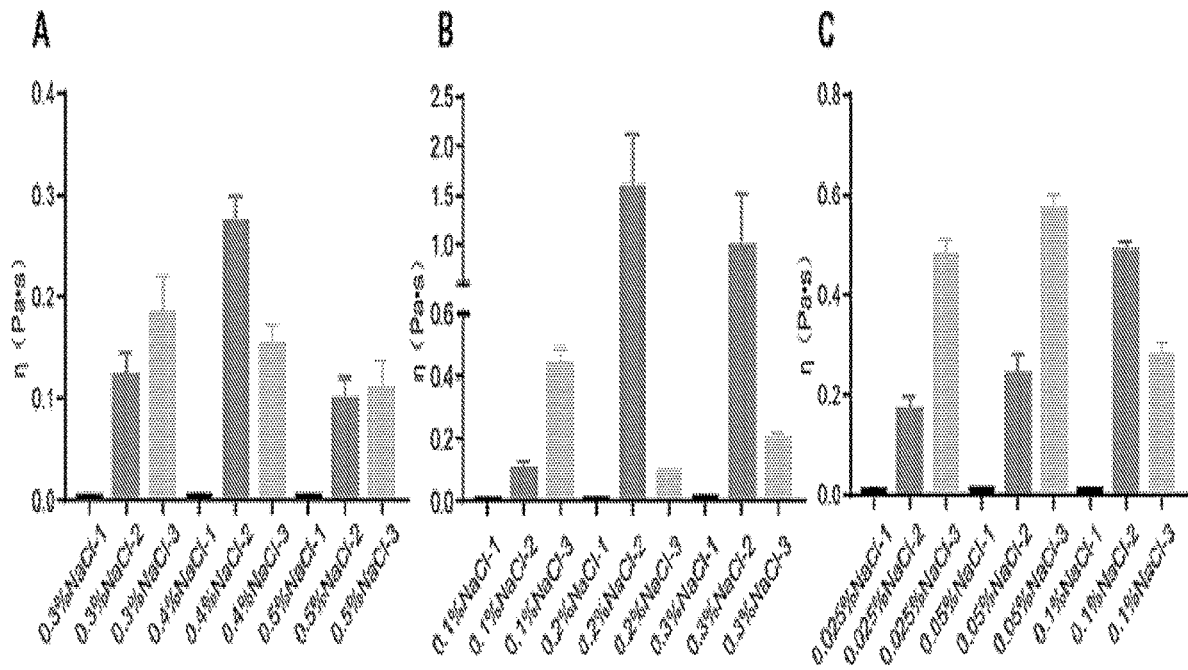 A
0.4
0.3
0.2
0.1
0.0
η (Pa•s)
0.3%NaCl-1
0.3%NaCl-2
0.3%NaCl-3
0.4%NaCl-1
0.4%NaCl-2
0.4%NaCl-3
0.5%NaCl-1
0.5%NaCl-2
0.5%NaCl-3
B
2.5
2.0
1.5
1.0
0.6
0.4
0.2
0.0
η (Pa•s)
0.1%NaCl-1
0.1%NaCl-2
0.1%NaCl-3
0.2%NaCl-1
0.2%NaCl-2
0.2%NaCl-3
0.3%NaCl-1
0.3%NaCl-2
0.3%NaCl-3
C
0.8
0.6
0.4
0.2
0.0
η (Pa•s)
0.025%NaCl-1
0.025%NaCl-2
0.025%NaCl-3
0.05%NaCl-1
0.05%NaCl-2
0.05%NaCl-3
0.1%NaCl-1
0.1%NaCl-2
0.1%NaCl-3